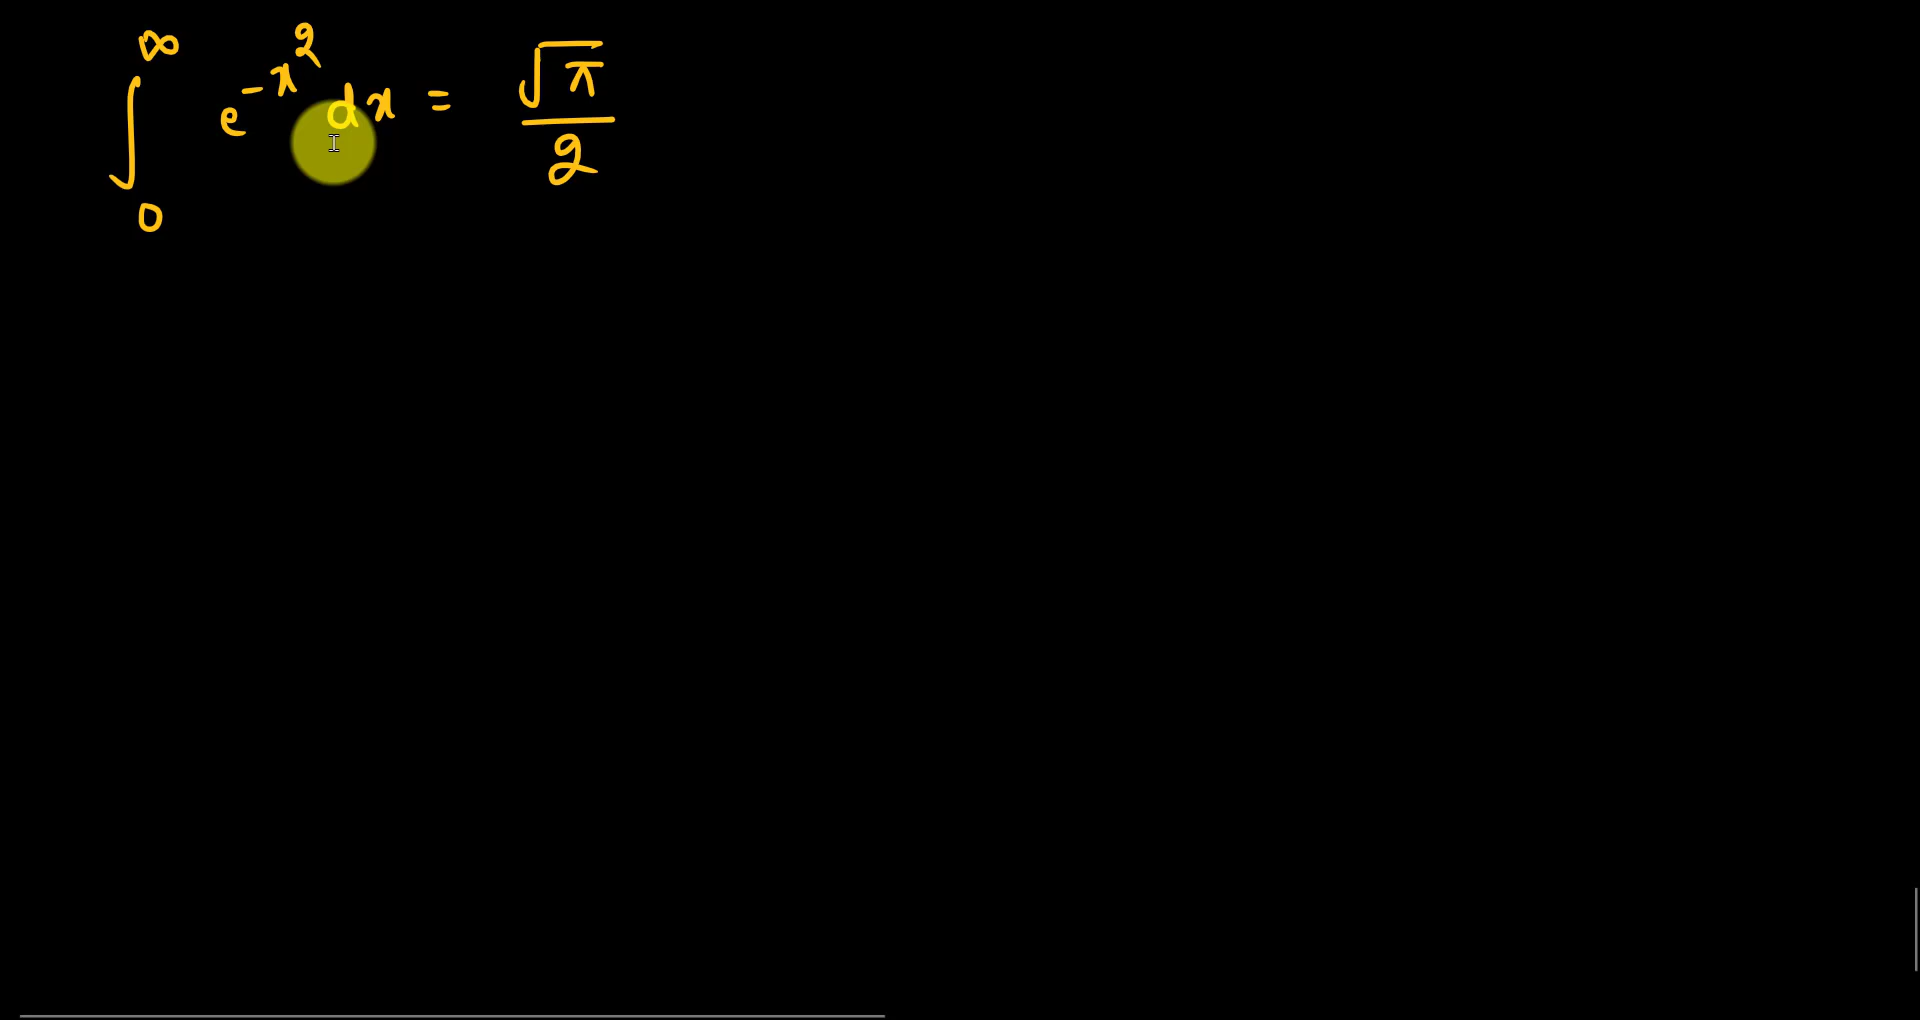 ∫₀^∞ e^{-x²} dx = √π/2